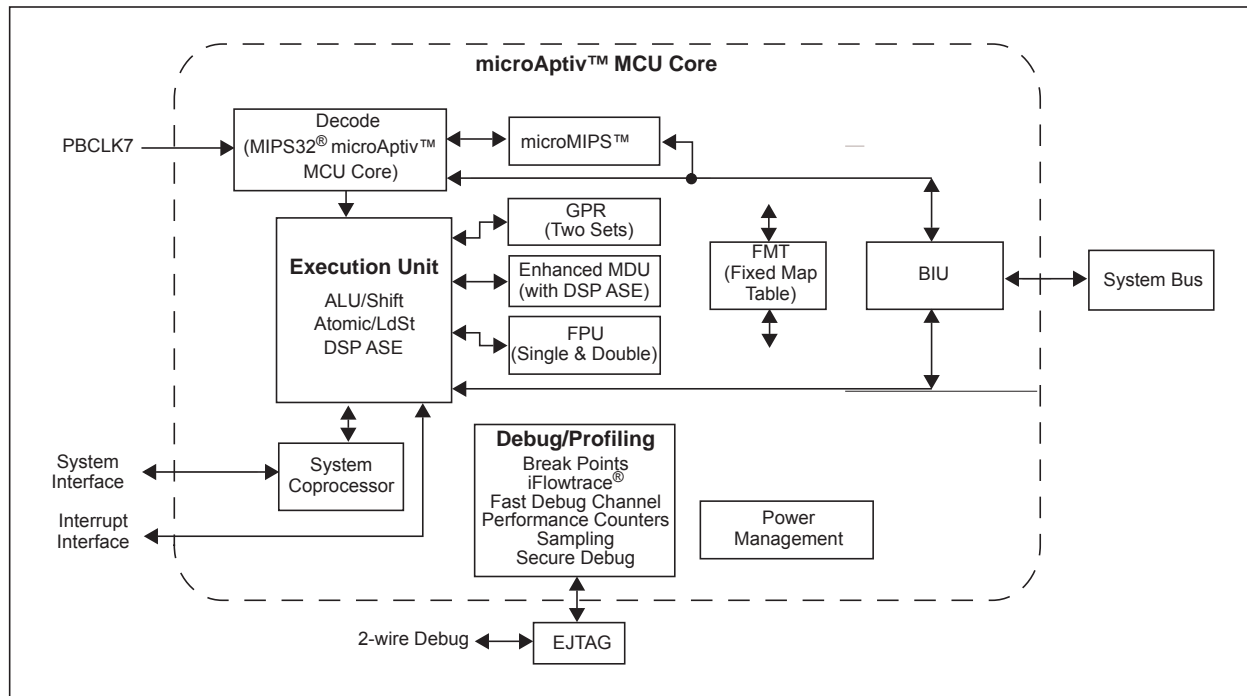 microAptiv™ MCU Core
PBCLK7
Decode
(MIPS32® microAptiv™
MCU Core)
microMIPS™
Execution Unit
ALU/Shift
Atomic/LdSt
DSP ASE
GPR
(Two Sets)
Enhanced MDU
(with DSP ASE)
FPU
(Single & Double)
FMT
(Fixed Map
Table)
BIU
System Bus
System
Interface
System
Coprocessor
Interrupt
Interface
Debug/Profiling
Break Points
iFlowtrace®
Fast Debug Channel
Performance Counters
Sampling
Secure Debug
Power
Management
2-wire Debug
EJTAG